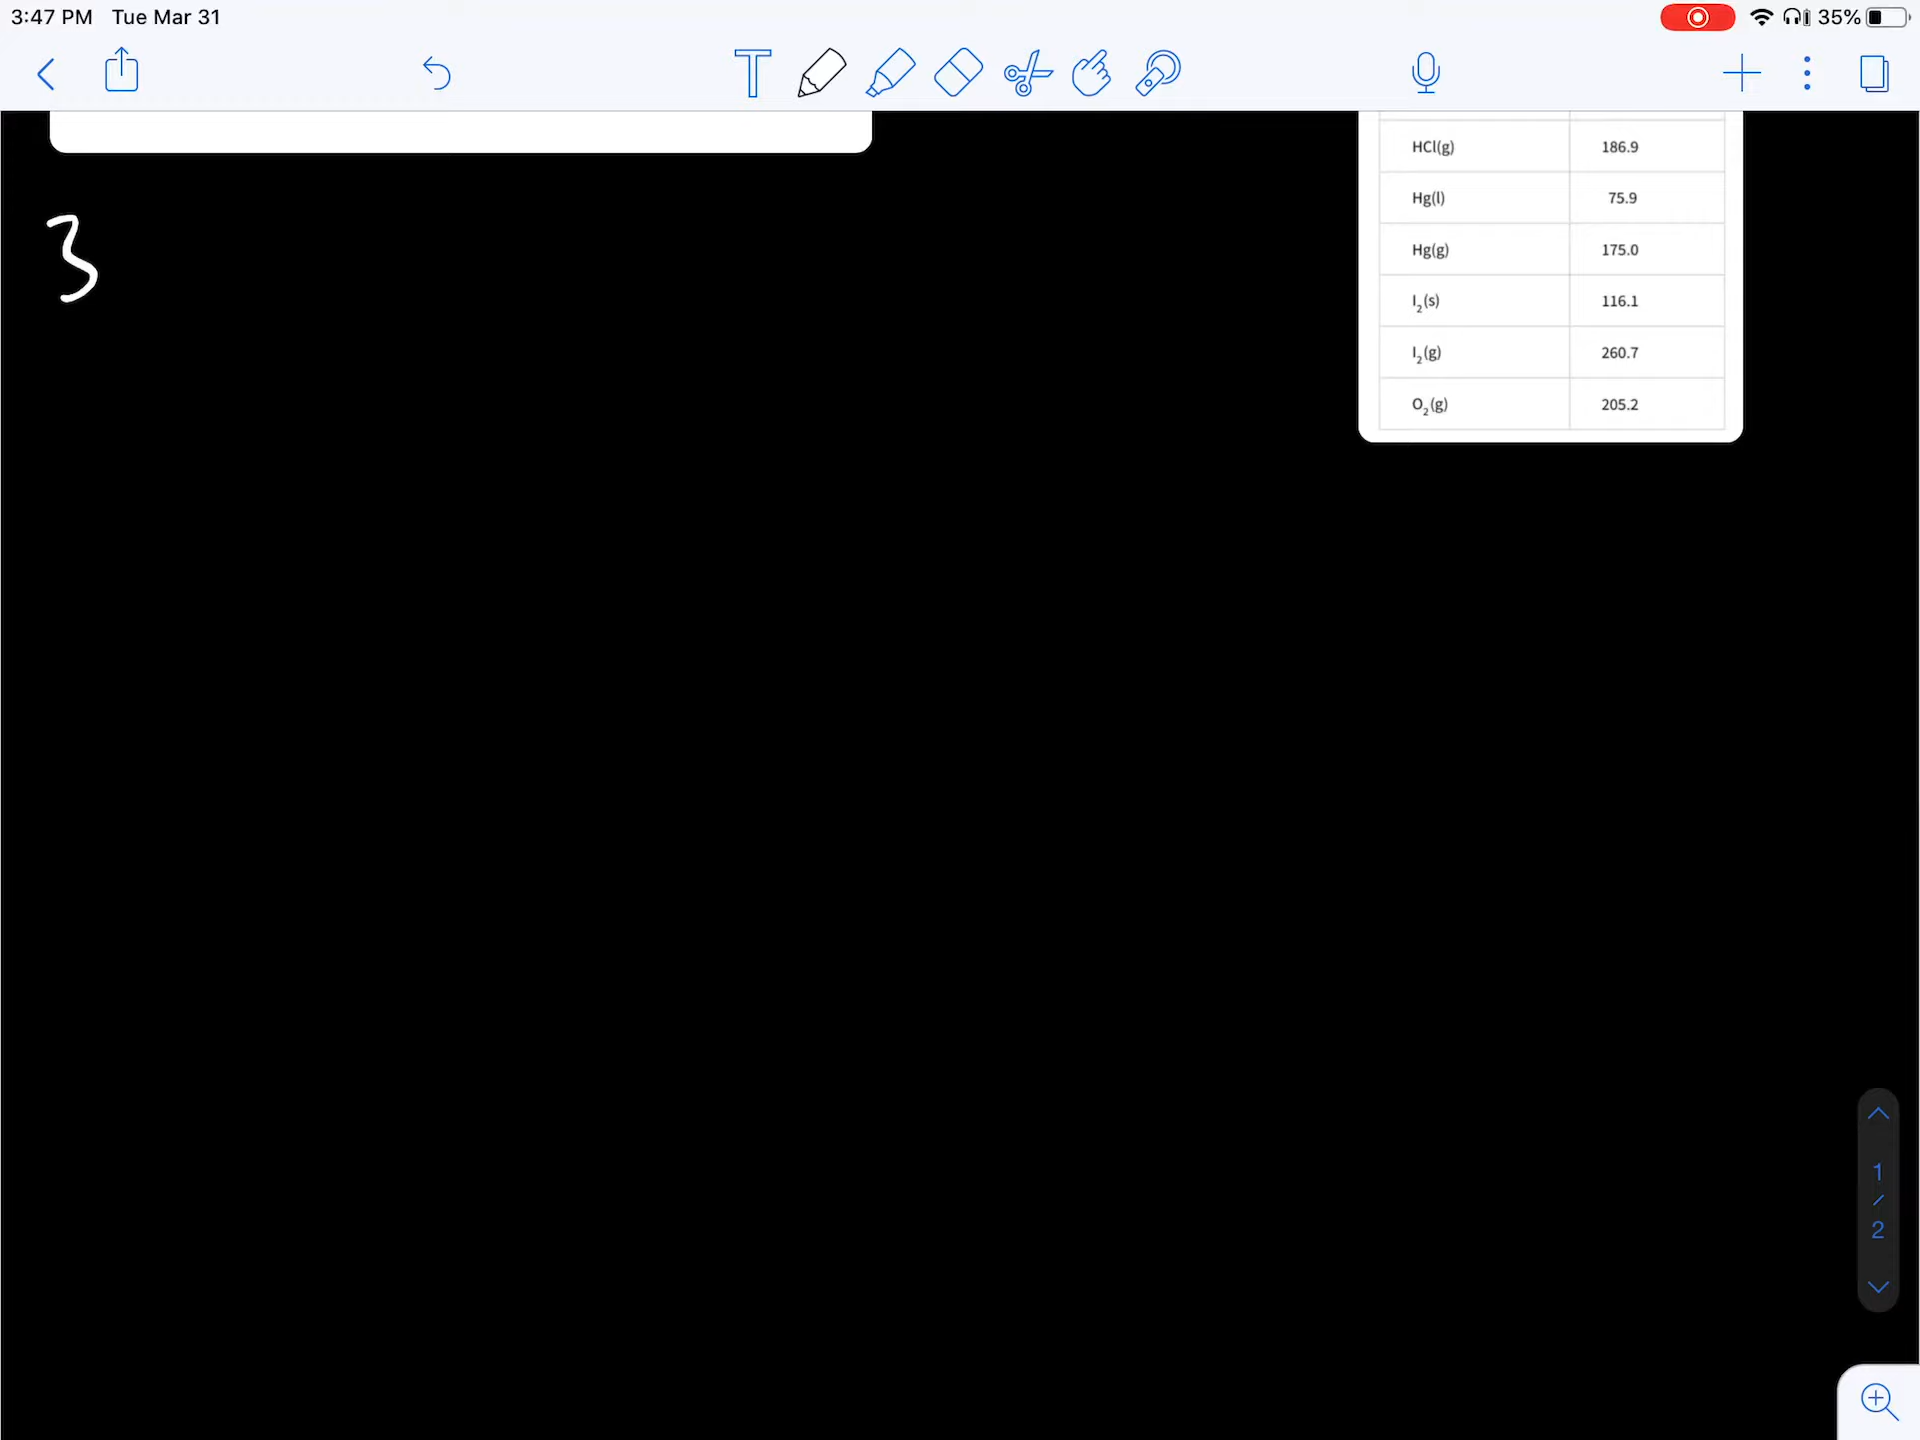 3:47 PM Tue Mar 31 35%
T
HCl(g) 186.9
Hg(l) 75.9
3
Hg(g) 175.0
I₂(s) 116.1
I₂(g) 260.7
O₂(g) 205.2
1
/
2